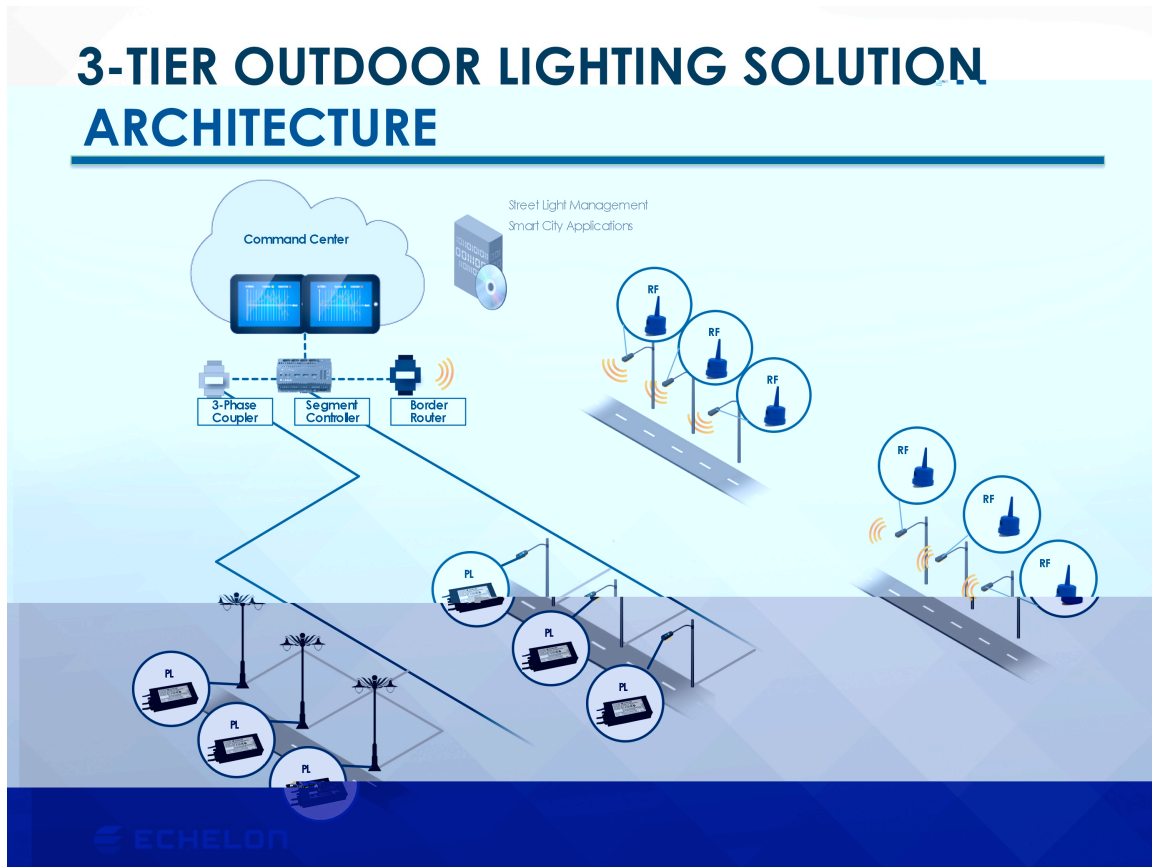 3-TIER OUTDOOR LIGHTING SOLUTION
ARCHITECTURE
Street Light Management
Smart City Applications
Command Center
RF
RF
RF
3-Phase
Coupler
Segment
Controller
Border
Router
RF
RF
RF
PL
PL
PL
PL
PL
PL
ECHELON